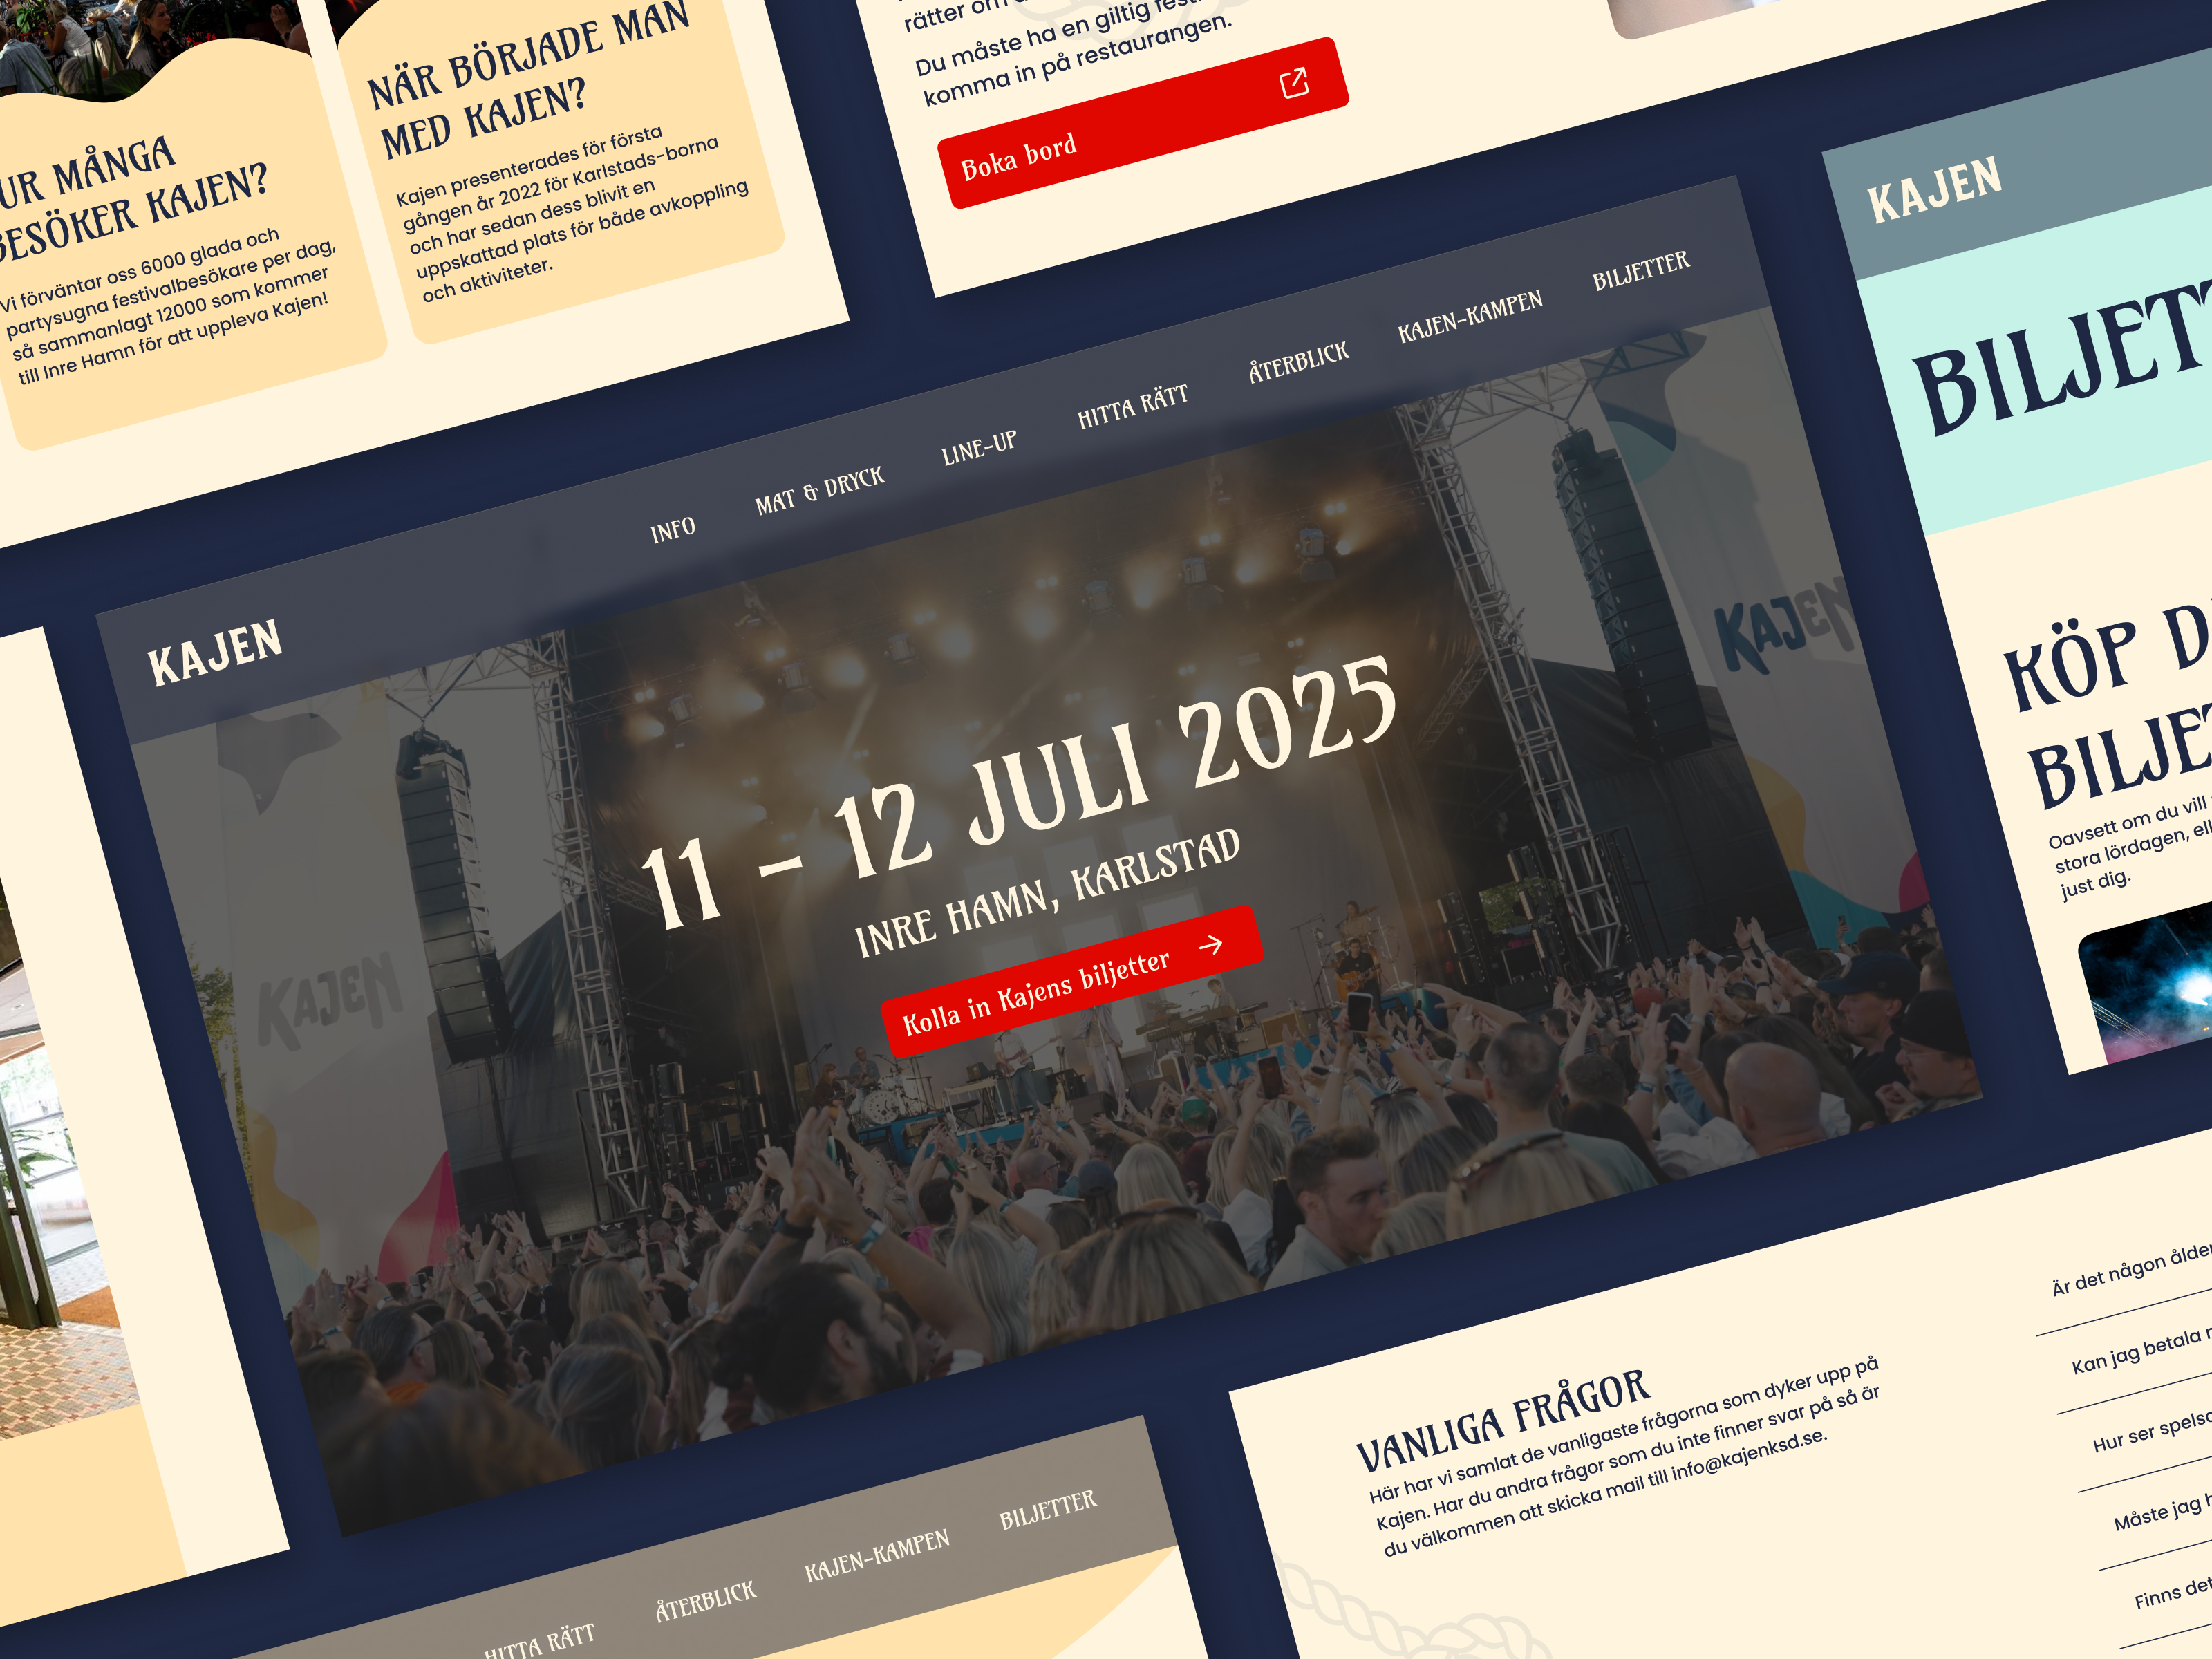 UR MÅNGA
BESÖKER KAJEN?
Vi förväntar oss 6000 glada och
partysugna festivalbesökare per dag,
så sammanlagt 12000 som kommer
till Inre Hamn för att uppleva Kajen!
NÄR BÖRJADE MAN
MED KAJEN?
Kajen presenterades för första
gången år 2022 för Karlstads-borna
och har sedan dess blivit en
uppskattad plats för både avkoppling
och aktiviteter.
rätter om
Du måste ha en giltig
komma in på restaurangen.
Boka bord
KAJEN
INFO
MAT & DRYCK
LINE-UP
HITTA RÄTT
ÅTERBLICK
KAJEN-KAMPEN
BILJETTER
KAJEN
KAJEN
11 – 12 JULI 2025
INRE HAMN, KARLSTAD
Kolla in Kajens biljetter
KAJEN
BILJET
KÖP D
BILJE
Oavsett om du vill
stora lördagen, ell
just dig.
HITTA RÄTT
ÅTERBLICK
KAJEN-KAMPEN
BILJETTER
VANLIGA FRÅGOR
Här har vi samlat de vanligaste frågorna som dyker upp på
Kajen. Har du andra frågor som du inte finner svar på så är
du välkommen att skicka mail till info@kajenksd.se.
Är det någon ålder
Kan jag betala
Hur ser spelsc
Måste jag h
Finns det